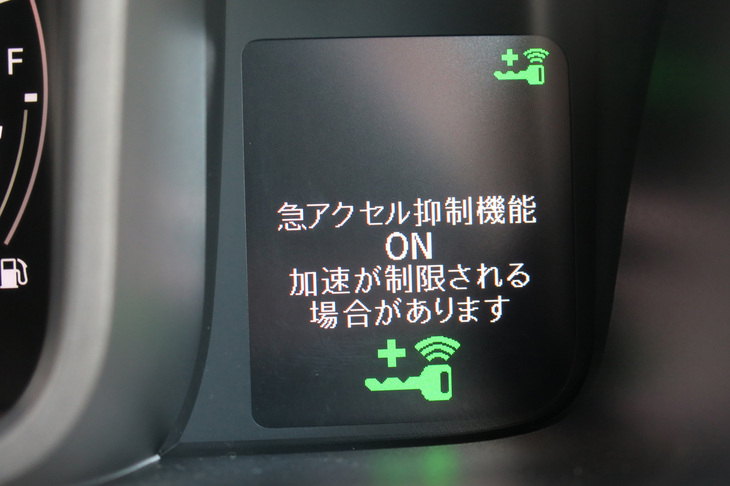 F
急アクセル抑制機能
ON
加速が制限される
場合があります